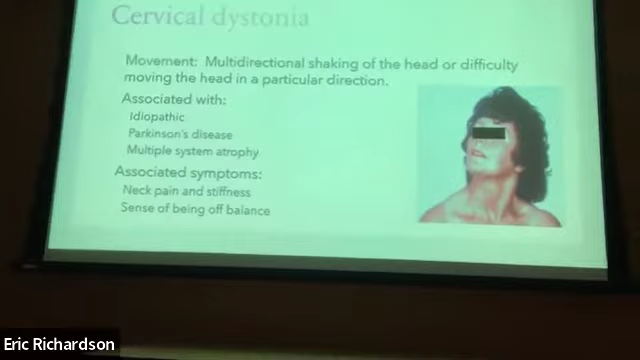 Cervical dystonia
Movement: Multidirectional shaking of the head or difficulty
moving the head in a particular direction.
Associated with:
Idiopathic
Parkinson's disease
Multiple system atrophy
Associated symptoms:
Neck pain and stiffness
Sense of being off balance
Eric Richardson